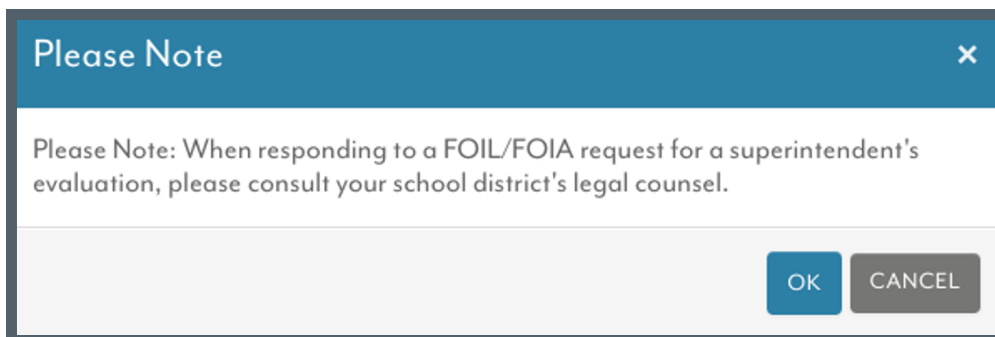 Please Note
×
Please Note: When responding to a FOIL/FOIA request for a superintendent's
evaluation, please consult your school district's legal counsel.
OK CANCEL